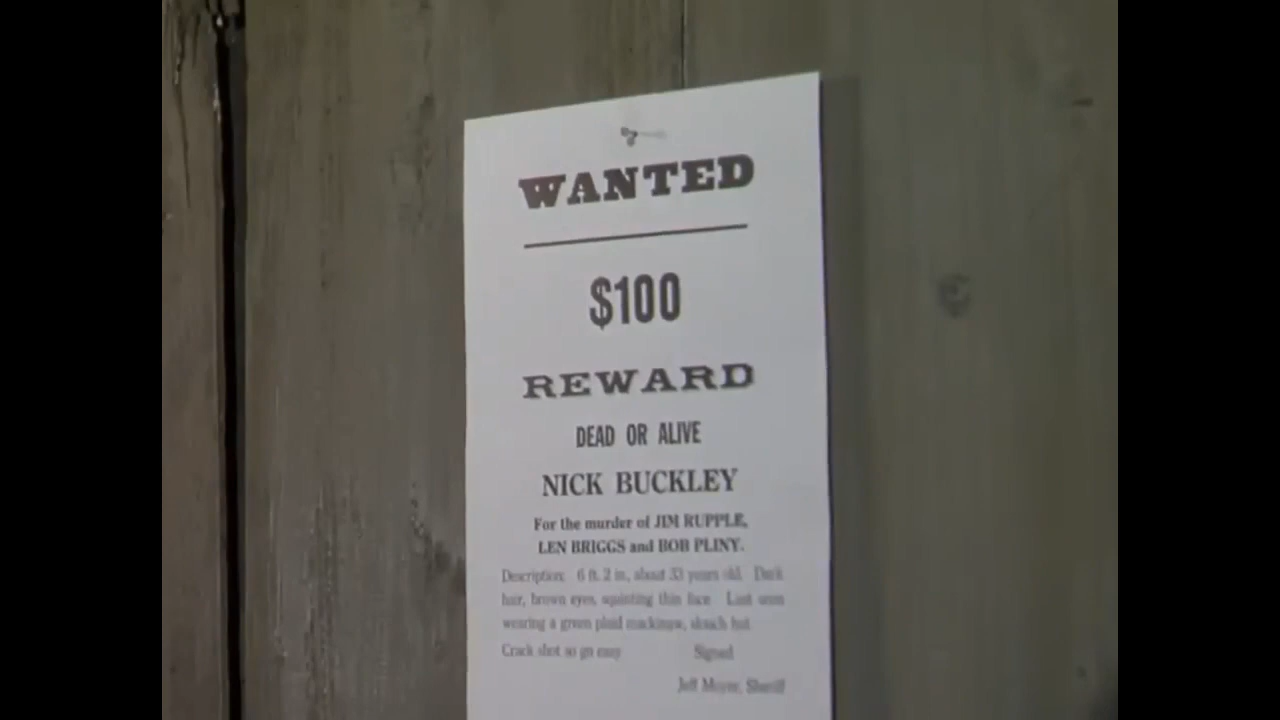 WANTED
$100
REWARD
DEAD OR ALIVE
NICK BUCKLEY
For the murder of JIM RUPPLE,
LEN BRIGGS and BOB PLINY.
Description: 6 ft. 2 in., about 33 years old. Dark
hair, brown eyes, squinting thin face. Last seen
wearing a green plaid mackinaw, slouch hat.
Crack shot so go easy
Signed
Jeff Moyer, Sheriff